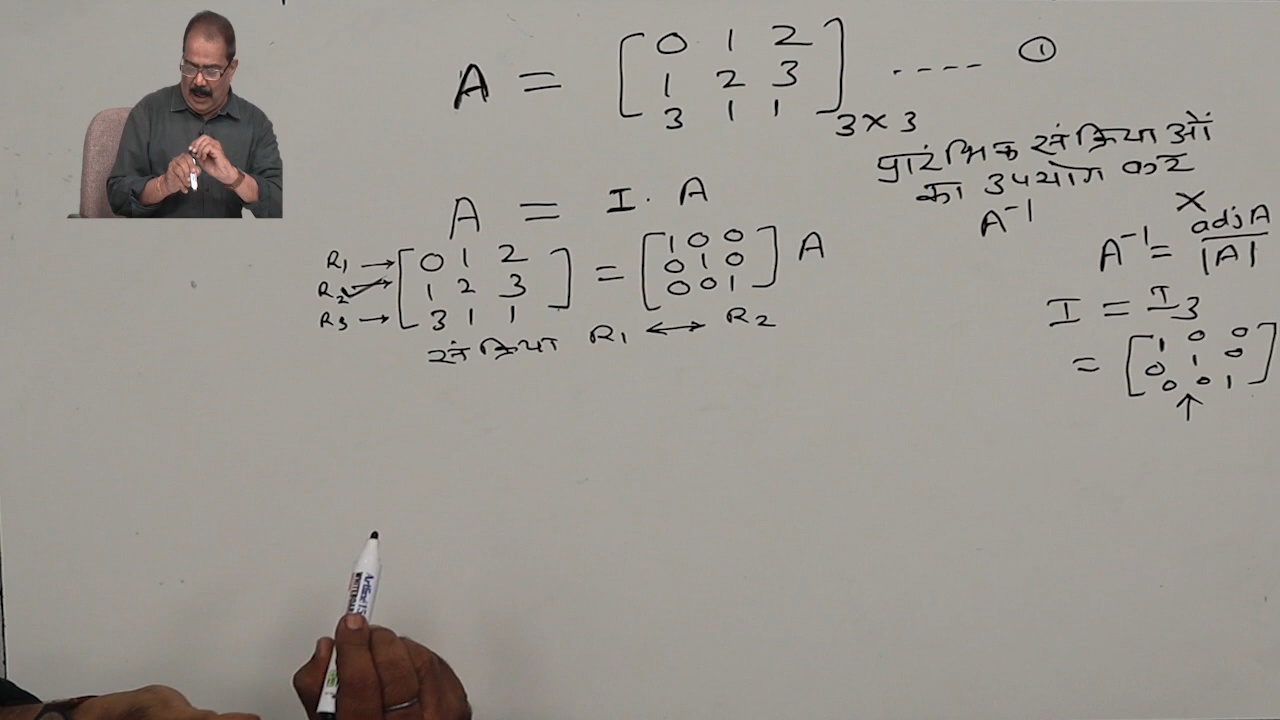 A = [ 0 1 2
1 2 3
3 1 1 ] 3×3 ---- ①
प्रारंभिक संक्रियाओं
का उपयोग कर
A⁻¹
A = I. A
R₁ → [ 0 1 2
R₂ → 1 2 3
R₃ → 3 1 1 ] = [ 1 0 0
0 1 0
0 0 1 ] A
संक्रिया R₁ ↔ R₂
×
A⁻¹ = adjA
|A|
I = I₃
= [ 1 0 0
0 1 0
0 0 1 ]
↑
Artline